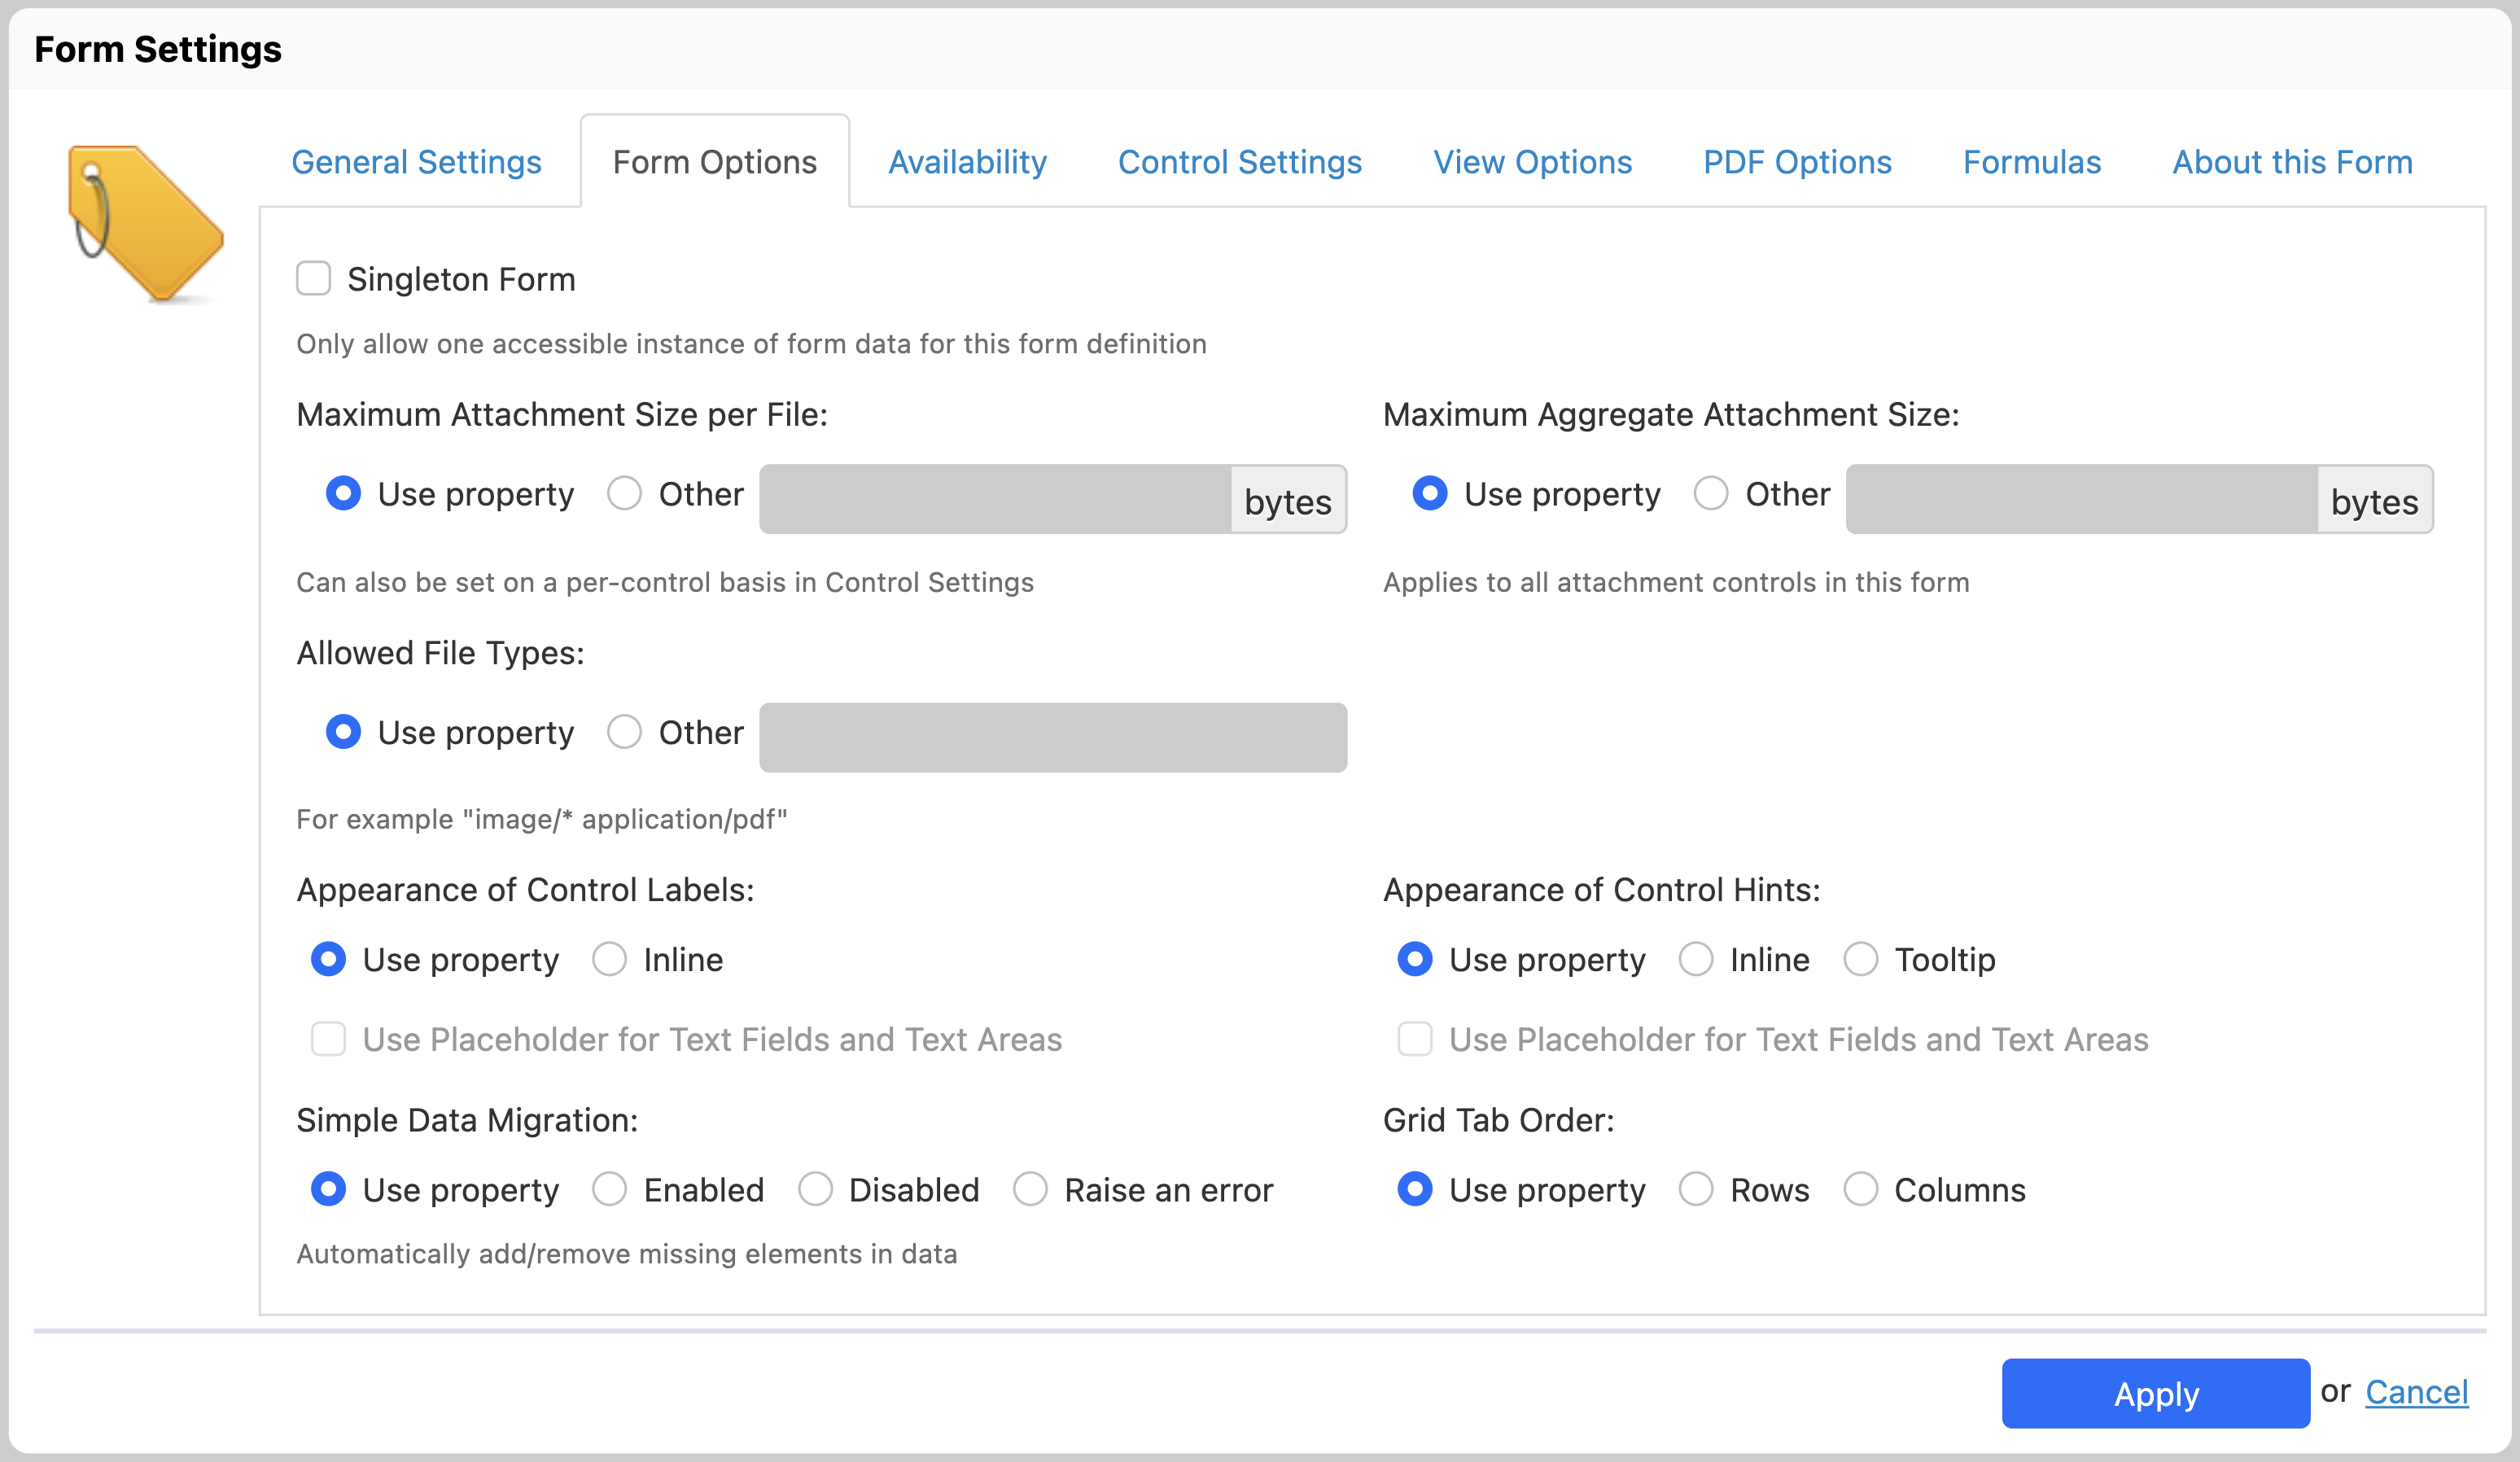 Form Settings
General Settings
Form Options
Availability
Control Settings
View Options
PDF Options
Formulas
About this Form
Singleton Form
Only allow one accessible instance of form data for this form definition
Maximum Attachment Size per File:
Use property
Other
bytes
Can also be set on a per-control basis in Control Settings
Maximum Aggregate Attachment Size:
Use property
Other
bytes
Applies to all attachment controls in this form
Allowed File Types:
Use property
Other
For example "image/* application/pdf"
Appearance of Control Labels:
Use property
Inline
Use Placeholder for Text Fields and Text Areas
Appearance of Control Hints:
Use property
Inline
Tooltip
Use Placeholder for Text Fields and Text Areas
Simple Data Migration:
Use property
Enabled
Disabled
Raise an error
Automatically add/remove missing elements in data
Grid Tab Order:
Use property
Rows
Columns
Apply
or
Cancel